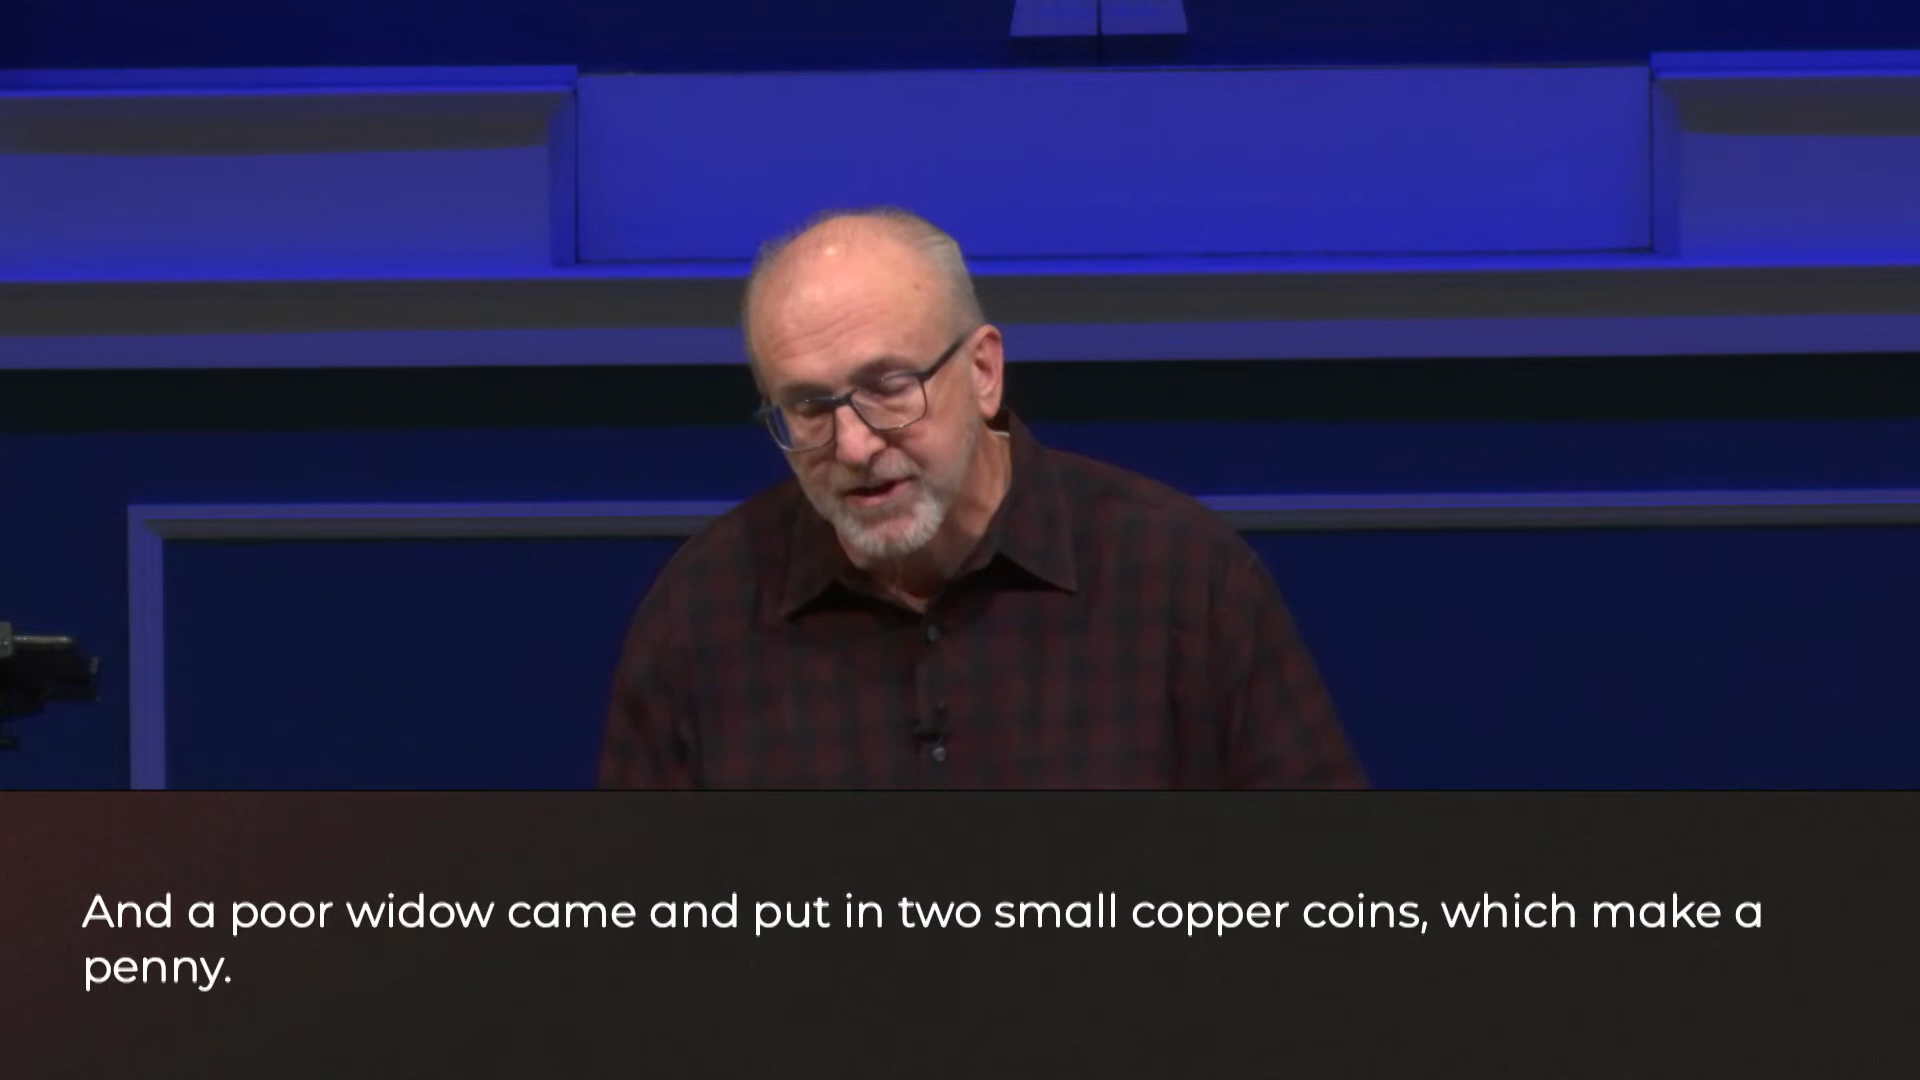 And a poor widow came and put in two small copper coins, which make a
penny.